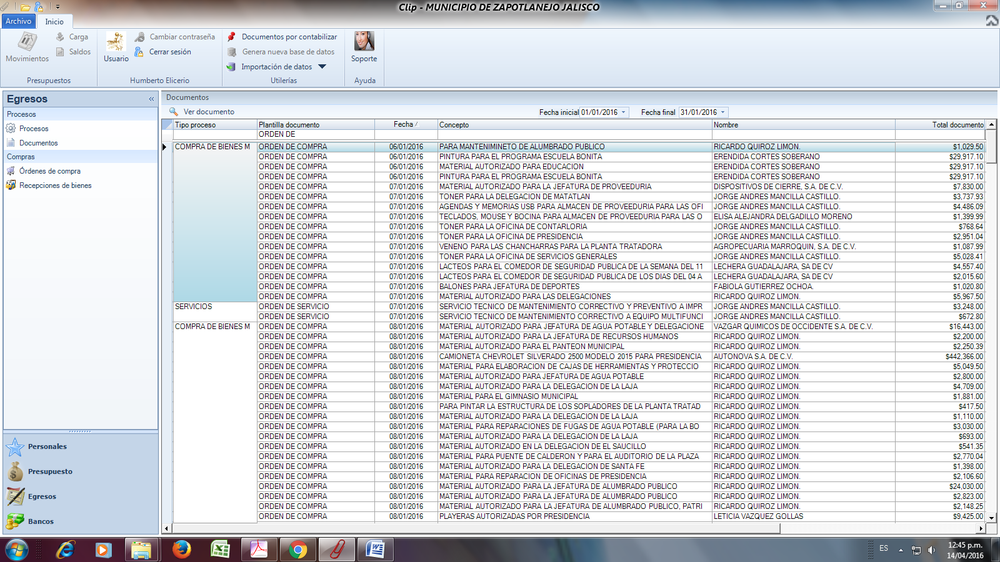 Clip - MUNICIPIO DE ZAPOTLANEJO JALISCO
Archivo Inicio
Movimientos Carga Saldos Usuario Cambiar contraseña Cerrar sesión Documentos por contabilizar Genera nueva base de datos Importación de datos Soporte
Presupuestos Humberto Elicerio Utilerías Ayuda
Egresos «
Procesos
Procesos
Documentos
Compras
Órdenes de compra
Recepciones de bienes
Personales
Presupuesto
Egresos
Bancos
Documentos
Ver documento Fecha inicial 01/01/2016 Fecha final 31/01/2016
Tipo proceso Plantilla documento Fecha / Concepto Nombre Total documento
ORDEN DE
COMPRA DE BIENES M ORDEN DE COMPRA 06/01/2016 PARA MANTENIMINETO DE ALUMBRADO PUBLICO RICARDO QUIROZ LIMON. $1,029.50
ORDEN DE COMPRA 06/01/2016 PINTURA PARA EL PROGRAMA ESCUELA BONITA ERENDIDA CORTES SOBERANO $29,917.10
ORDEN DE COMPRA 06/01/2016 MATERIAL AUTORIZADO PARA EDUCACION ERENDIDA CORTES SOBERANO $29,917.10
ORDEN DE COMPRA 06/01/2016 PINTURA PARA EL PROGRAMA ESCUELA BONITA ERENDIDA CORTES SOBERANO $29,917.10
ORDEN DE COMPRA 07/01/2016 MATERIAL AUTORIZADO PARA LA JEFATURA DE PROVEEDURIA DISPOSITIVOS DE CIERRE, S.A. DE C.V. $7,830.00
ORDEN DE COMPRA 07/01/2016 TONER PARA LA DELEGACION DE MATATLAN JORGE ANDRES MANCILLA CASTILLO. $3,737.93
ORDEN DE COMPRA 07/01/2016 AGENDAS Y MEMORIAS USB PARA ALMACEN DE PROVEEDURIA PARA LAS OFI JORGE ANDRES MANCILLA CASTILLO. $4,486.09
ORDEN DE COMPRA 07/01/2016 TECLADOS, MOUSE Y BOCINA PARA ALMACEN DE PROVEEDURIA PARA LAS O ELISA ALEJANDRA DELGADILLO MORENO $1,399.99
ORDEN DE COMPRA 07/01/2016 TONER PARA LA OFICINA DE CONTARLORIA JORGE ANDRES MANCILLA CASTILLO. $768.64
ORDEN DE COMPRA 07/01/2016 TONER PARA LA OFICINA DE PRESIDENCIA JORGE ANDRES MANCILLA CASTILLO. $2,951.04
ORDEN DE COMPRA 07/01/2016 VENENO PARA LAS CHANCHARRAS PARA LA PLANTA TRATADORA AGROPECUARIA MARROQUIN, S.A. DE C.V. $1,087.99
ORDEN DE COMPRA 07/01/2016 TONER PARA LA OFICINA DE SERVICIOS GENERALES JORGE ANDRES MANCILLA CASTILLO. $5,028.41
ORDEN DE COMPRA 07/01/2016 LACTEOS PARA EL COMEDOR DE SEGURIDAD PUBLICA DE LA SEMANA DEL 11 LECHERA GUADALAJARA, SA DE CV $4,557.40
ORDEN DE COMPRA 07/01/2016 LACTEOS PARA EL COMEDOR DE SEGURIDAD PUBLICA DE LOS DIAS DEL 04 A LECHERA GUADALAJARA, SA DE CV $2,015.60
ORDEN DE COMPRA 07/01/2016 BALONES PARA JEFATURA DE DEPORTES FABIOLA GUTIERREZ OCHOA. $1,020.80
ORDEN DE COMPRA 07/01/2016 MATERIAL AUTORIZADO PARA LAS DELEGACIONES RICARDO QUIROZ LIMON. $5,967.50
SERVICIOS ORDEN DE SERVICIO 07/01/2016 SERVICIO TECNICO DE MANTENIMIENTO CORRECTIVO Y PREVENTIVO A IMPR JORGE ANDRES MANCILLA CASTILLO. $3,248.00
ORDEN DE SERVICIO 07/01/2016 SERVICIO TECNICO DE MANTENIMIENTO CORRECTIVO A EQUIPO MULTIFUNCI JORGE ANDRES MANCILLA CASTILLO. $672.80
COMPRA DE BIENES M ORDEN DE COMPRA 08/01/2016 MATERIAL AUTORIZADO PARA JEFATURA DE AGUA POTABLE Y DELEGACIONE VAZGAR QUIMICOS DE OCCIDENTE S.A. DE C.V. $16,443.00
ORDEN DE COMPRA 08/01/2016 MATERIAL AUTORIZADO PARA LA JEFATURA DE RECURSOS HUMANOS RICARDO QUIROZ LIMON. $2,200.00
ORDEN DE COMPRA 08/01/2016 MATERIAL AUTORIZADO PARA EL PANTEON MUNICIPAL RICARDO QUIROZ LIMON. $2,250.39
ORDEN DE COMPRA 08/01/2016 CAMIONETA CHEVROLET SILVERADO 2500 MODELO 2015 PARA PRESIDENCIA AUTONOVA S.A. DE C.V. $442,366.00
ORDEN DE COMPRA 08/01/2016 MATERIAL PARA ELABORACION DE CAJAS DE HERRAMIENTAS Y PROTECCIO RICARDO QUIROZ LIMON. $5,049.50
ORDEN DE COMPRA 08/01/2016 MATERIAL AUTORIZADO PARA JEFATURA DE AGUA POTABLE RICARDO QUIROZ LIMON. $2,800.00
ORDEN DE COMPRA 08/01/2016 MATERIAL AUTORIZADO PARA LA DELEGACION DE LA LAJA RICARDO QUIROZ LIMON. $4,709.00
ORDEN DE COMPRA 08/01/2016 MATERIAL PARA EL GIMNASIO MUNICIPAL RICARDO QUIROZ LIMON. $1,881.00
ORDEN DE COMPRA 08/01/2016 PARA PINTAR LA ESTRUCTURA DE LOS SOPLADORES DE LA PLANTA TRATAD RICARDO QUIROZ LIMON. $417.50
ORDEN DE COMPRA 08/01/2016 MATERIAL AUTORIZADO PARA LA DELEGACION DE LA LAJA RICARDO QUIROZ LIMON. $1,110.00
ORDEN DE COMPRA 08/01/2016 MATERIAL PARA REPARACIONES DE FUGAS DE AGUA POTABLE (PARA LA BO RICARDO QUIROZ LIMON. $3,030.00
ORDEN DE COMPRA 08/01/2016 MATERIAL AUTORIZADO PARA LA DELEGACION DE LA LAJA RICARDO QUIROZ LIMON. $693.00
ORDEN DE COMPRA 08/01/2016 MATERIAL AUTORIZADO EN LA DELEGACION DE EL SAUCILLO RICARDO QUIROZ LIMON. $541.35
ORDEN DE COMPRA 08/01/2016 MATERIAL PARA PUENTE DE CALDERON Y PARA EL AUDITORIO DE LA PLAZA RICARDO QUIROZ LIMON. $2,770.04
ORDEN DE COMPRA 08/01/2016 MATERIAL AUTORIZADO PARA LA DELEGACION DE SANTA FE RICARDO QUIROZ LIMON. $1,398.00
ORDEN DE COMPRA 08/01/2016 MATERIAL PARA REPARACION DE OFICINAS DE PRESIDENCIA RICARDO QUIROZ LIMON. $2,106.60
ORDEN DE COMPRA 08/01/2016 MATERIAL AUTORIZADO PARA LA JEFATURA DE ALUMBRADO PUBLICO RICARDO QUIROZ LIMON. $24,030.00
ORDEN DE COMPRA 08/01/2016 MATERIAL AUTORIZADO PARA LA JEFATURA DE ALUMBRADO PUBLICO RICARDO QUIROZ LIMON. $2,823.00
ORDEN DE COMPRA 08/01/2016 MATERIAL AUTORIZADO PARA LA JEFATURA DE ALUMBRADO PUBLICO, PATRI RICARDO QUIROZ LIMON. $2,148.25
ORDEN DE COMPRA 08/01/2016 PLAYERAS AUTORIZADAS POR PRESIDENCIA LETICIA VAZQUEZ GOLLAS $9,425.00
ES 12:45 p.m.
14/04/2016